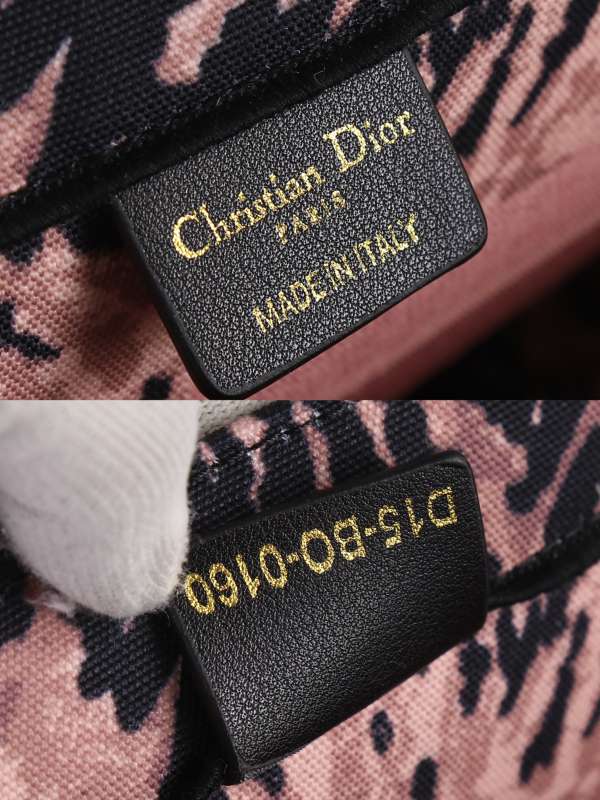 Christian Dior
PARIS
MADE IN ITALY
D15-BO-0160